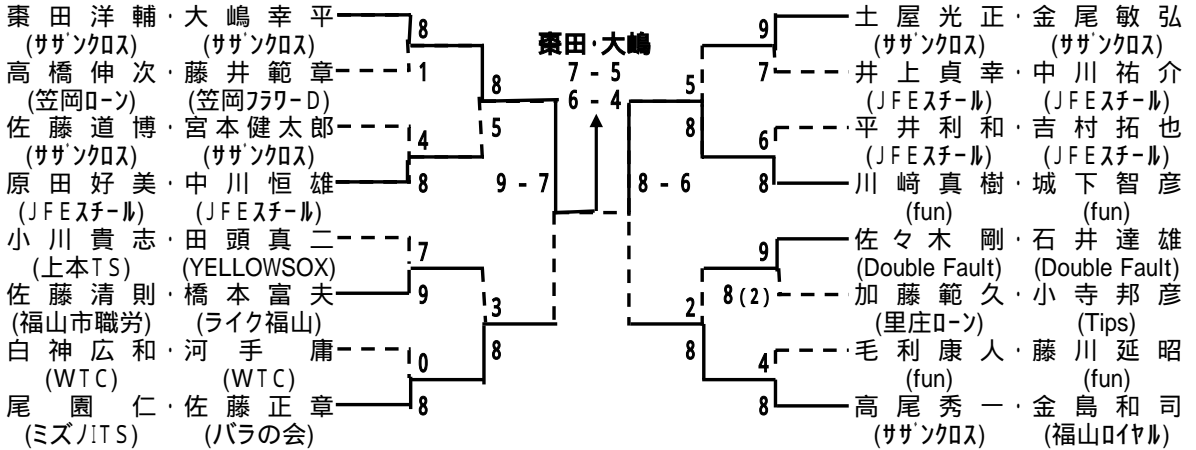 棗田洋輔・大嶋幸平
(サザンクロス) (サザンクロス)
8
高橋伸次・藤井範章
(笠岡ローン) (笠岡フラワーD)
1
8
佐藤道博・宮本健太郎
(サザンクロス) (サザンクロス)
4
5
原田好美・中川恒雄
(JFEスチール) (JFEスチール)
8
9-7
小川貴志・田頭真二
(上本TS) (YELLOWSOX)
7
佐藤清則・橋本富夫
(福山市職労) (ライク福山)
9
3
白神広和・河手庸
(WTC) (WTC)
0
8
尾園仁・佐藤正章
(ミズノITS) (バラの会)
8
棗田・大嶋
7-5
6-4
土屋光正・金尾敏弘
(サザンクロス) (サザンクロス)
9
井上貞幸・中川祐介
(JFEスチール) (JFEスチール)
7
5
平井利和・吉村拓也
(JFEスチール) (JFEスチール)
6
8
川﨑真樹・城下智彦
(fun) (fun)
8
8-6
佐々木剛・石井達雄
(Double Fault) (Double Fault)
9
加藤範久・小寺邦彦
(里庄ローン) (Tips)
8(2)
2
毛利康人・藤川延昭
(fun) (fun)
4
8
高尾秀一・金島和司
(サザンクロス) (福山ロイヤル)
8